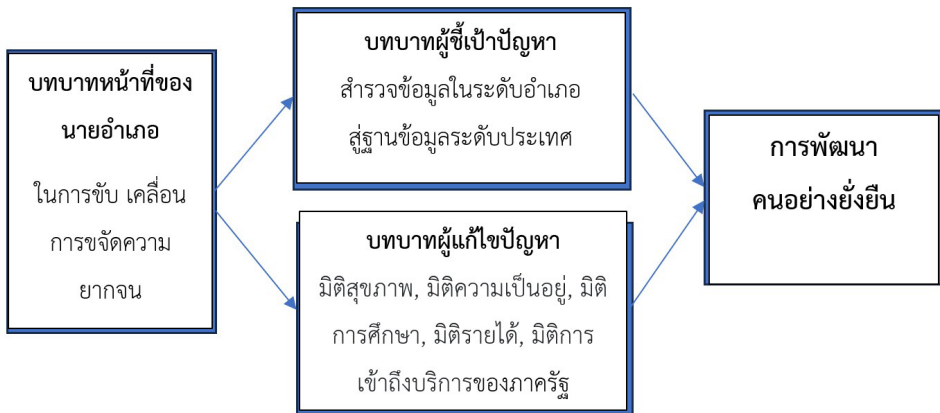 บทบาทหน้าที่ของ
นายอำเภอ
ในการขับ เคลื่อน
การขจัดความ
ยากจน
บทบาทผู้ชี้เป้าปัญหา
สำรวจข้อมูลในระดับอำเภอ
สู่ฐานข้อมูลระดับประเทศ
บทบาทผู้แก้ไขปัญหา
มิติสุขภาพ, มิติความเป็นอยู่, มิติ
การศึกษา, มิติรายได้, มิติการ
เข้าถึงบริการของภาครัฐ
การพัฒนา
คนอย่างยั่งยืน